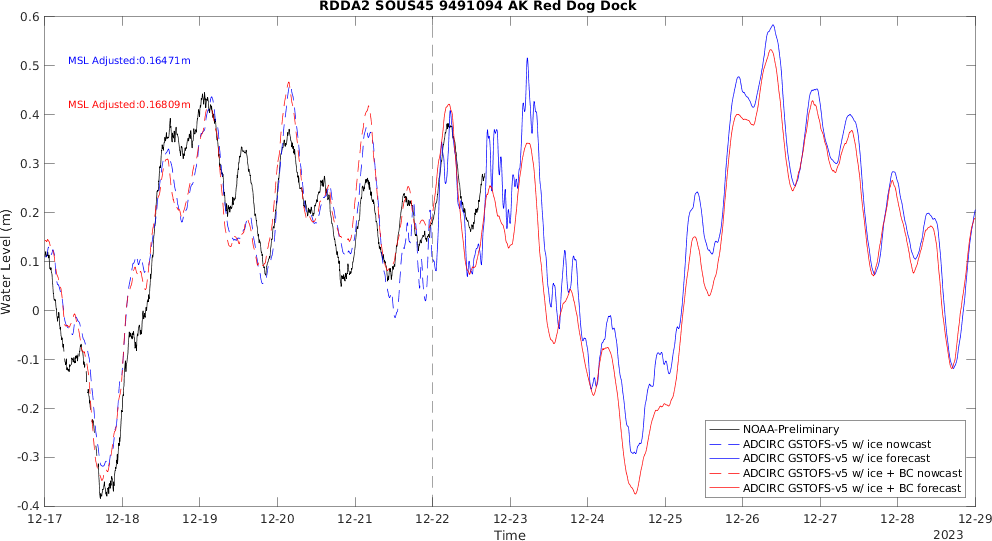 RDDA2 SOUS45 9491094 AK Red Dog Dock
MSL Adjusted:0.16471m
MSL Adjusted:0.16809m
Water Level (m)
0.6
0.5
0.4
0.3
0.2
0.1
0
-0.1
-0.2
-0.3
-0.4
NOAA-Preliminary
ADCIRC GSTOFS-v5 w/ ice nowcast
ADCIRC GSTOFS-v5 w/ ice forecast
ADCIRC GSTOFS-v5 w/ ice + BC nowcast
ADCIRC GSTOFS-v5 w/ ice + BC forecast
12-17 12-18 12-19 12-20 12-21 12-22 12-23 12-24 12-25 12-26 12-27 12-28 12-29
Time
2023